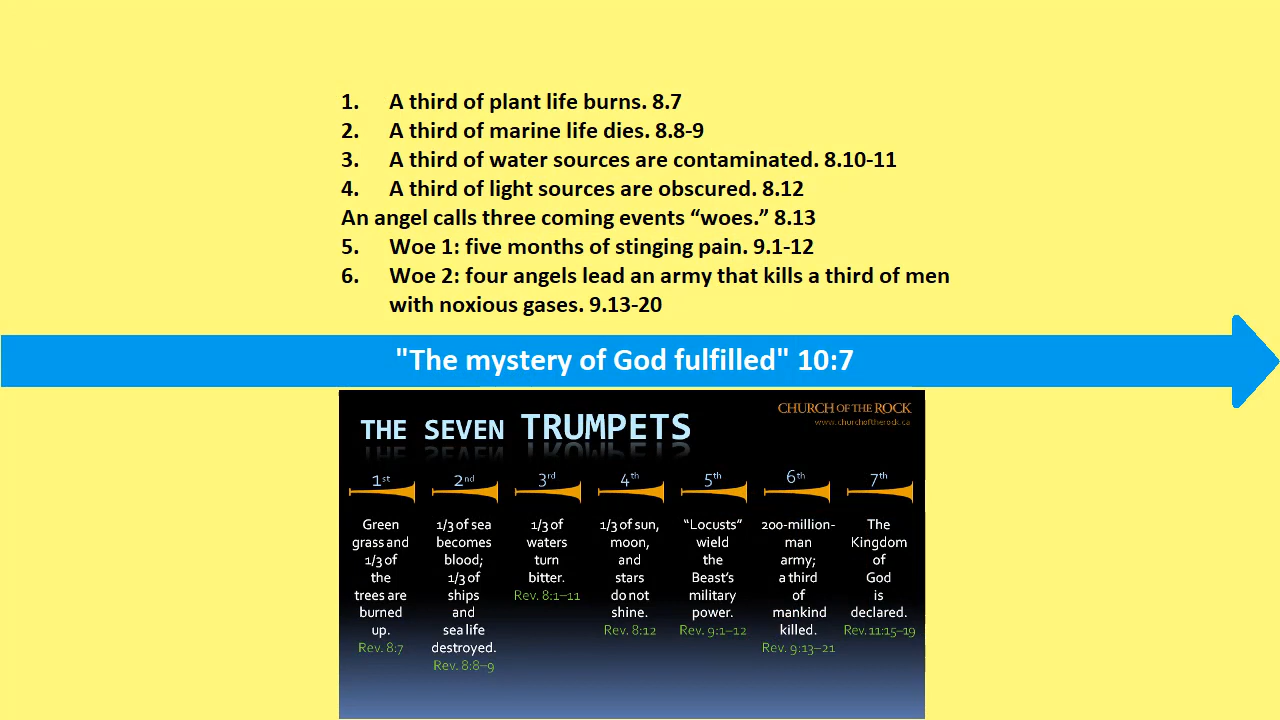 1. A third of plant life burns. 8.7
2. A third of marine life dies. 8.8-9
3. A third of water sources are contaminated. 8.10-11
4. A third of light sources are obscured. 8.12
An angel calls three coming events “woes.” 8.13
5. Woe 1: five months of stinging pain. 9.1-12
6. Woe 2: four angels lead an army that kills a third of men
with noxious gases. 9.13-20
"The mystery of God fulfilled" 10:7
CHURCH OF THE ROCK
www.churchoftherock.ca
THE SEVEN TRUMPETS
1st
Green
grass and
1/3 of
the
trees are
burned
up.
Rev. 8:7
2nd
1/3 of sea
becomes
blood;
1/3 of
ships
and
sea life
destroyed.
Rev. 8:8–9
3rd
1/3 of
waters
turn
bitter.
Rev. 8:1–11
4th
1/3 of sun,
moon,
and
stars
do not
shine.
Rev. 8:12
5th
“Locusts”
wield
the
Beast’s
military
power.
Rev. 9:1–12
6th
200-million-
man
army;
a third
of
mankind
killed.
Rev. 9:13–21
7th
The
Kingdom
of
God
is
declared.
Rev. 11:15–19